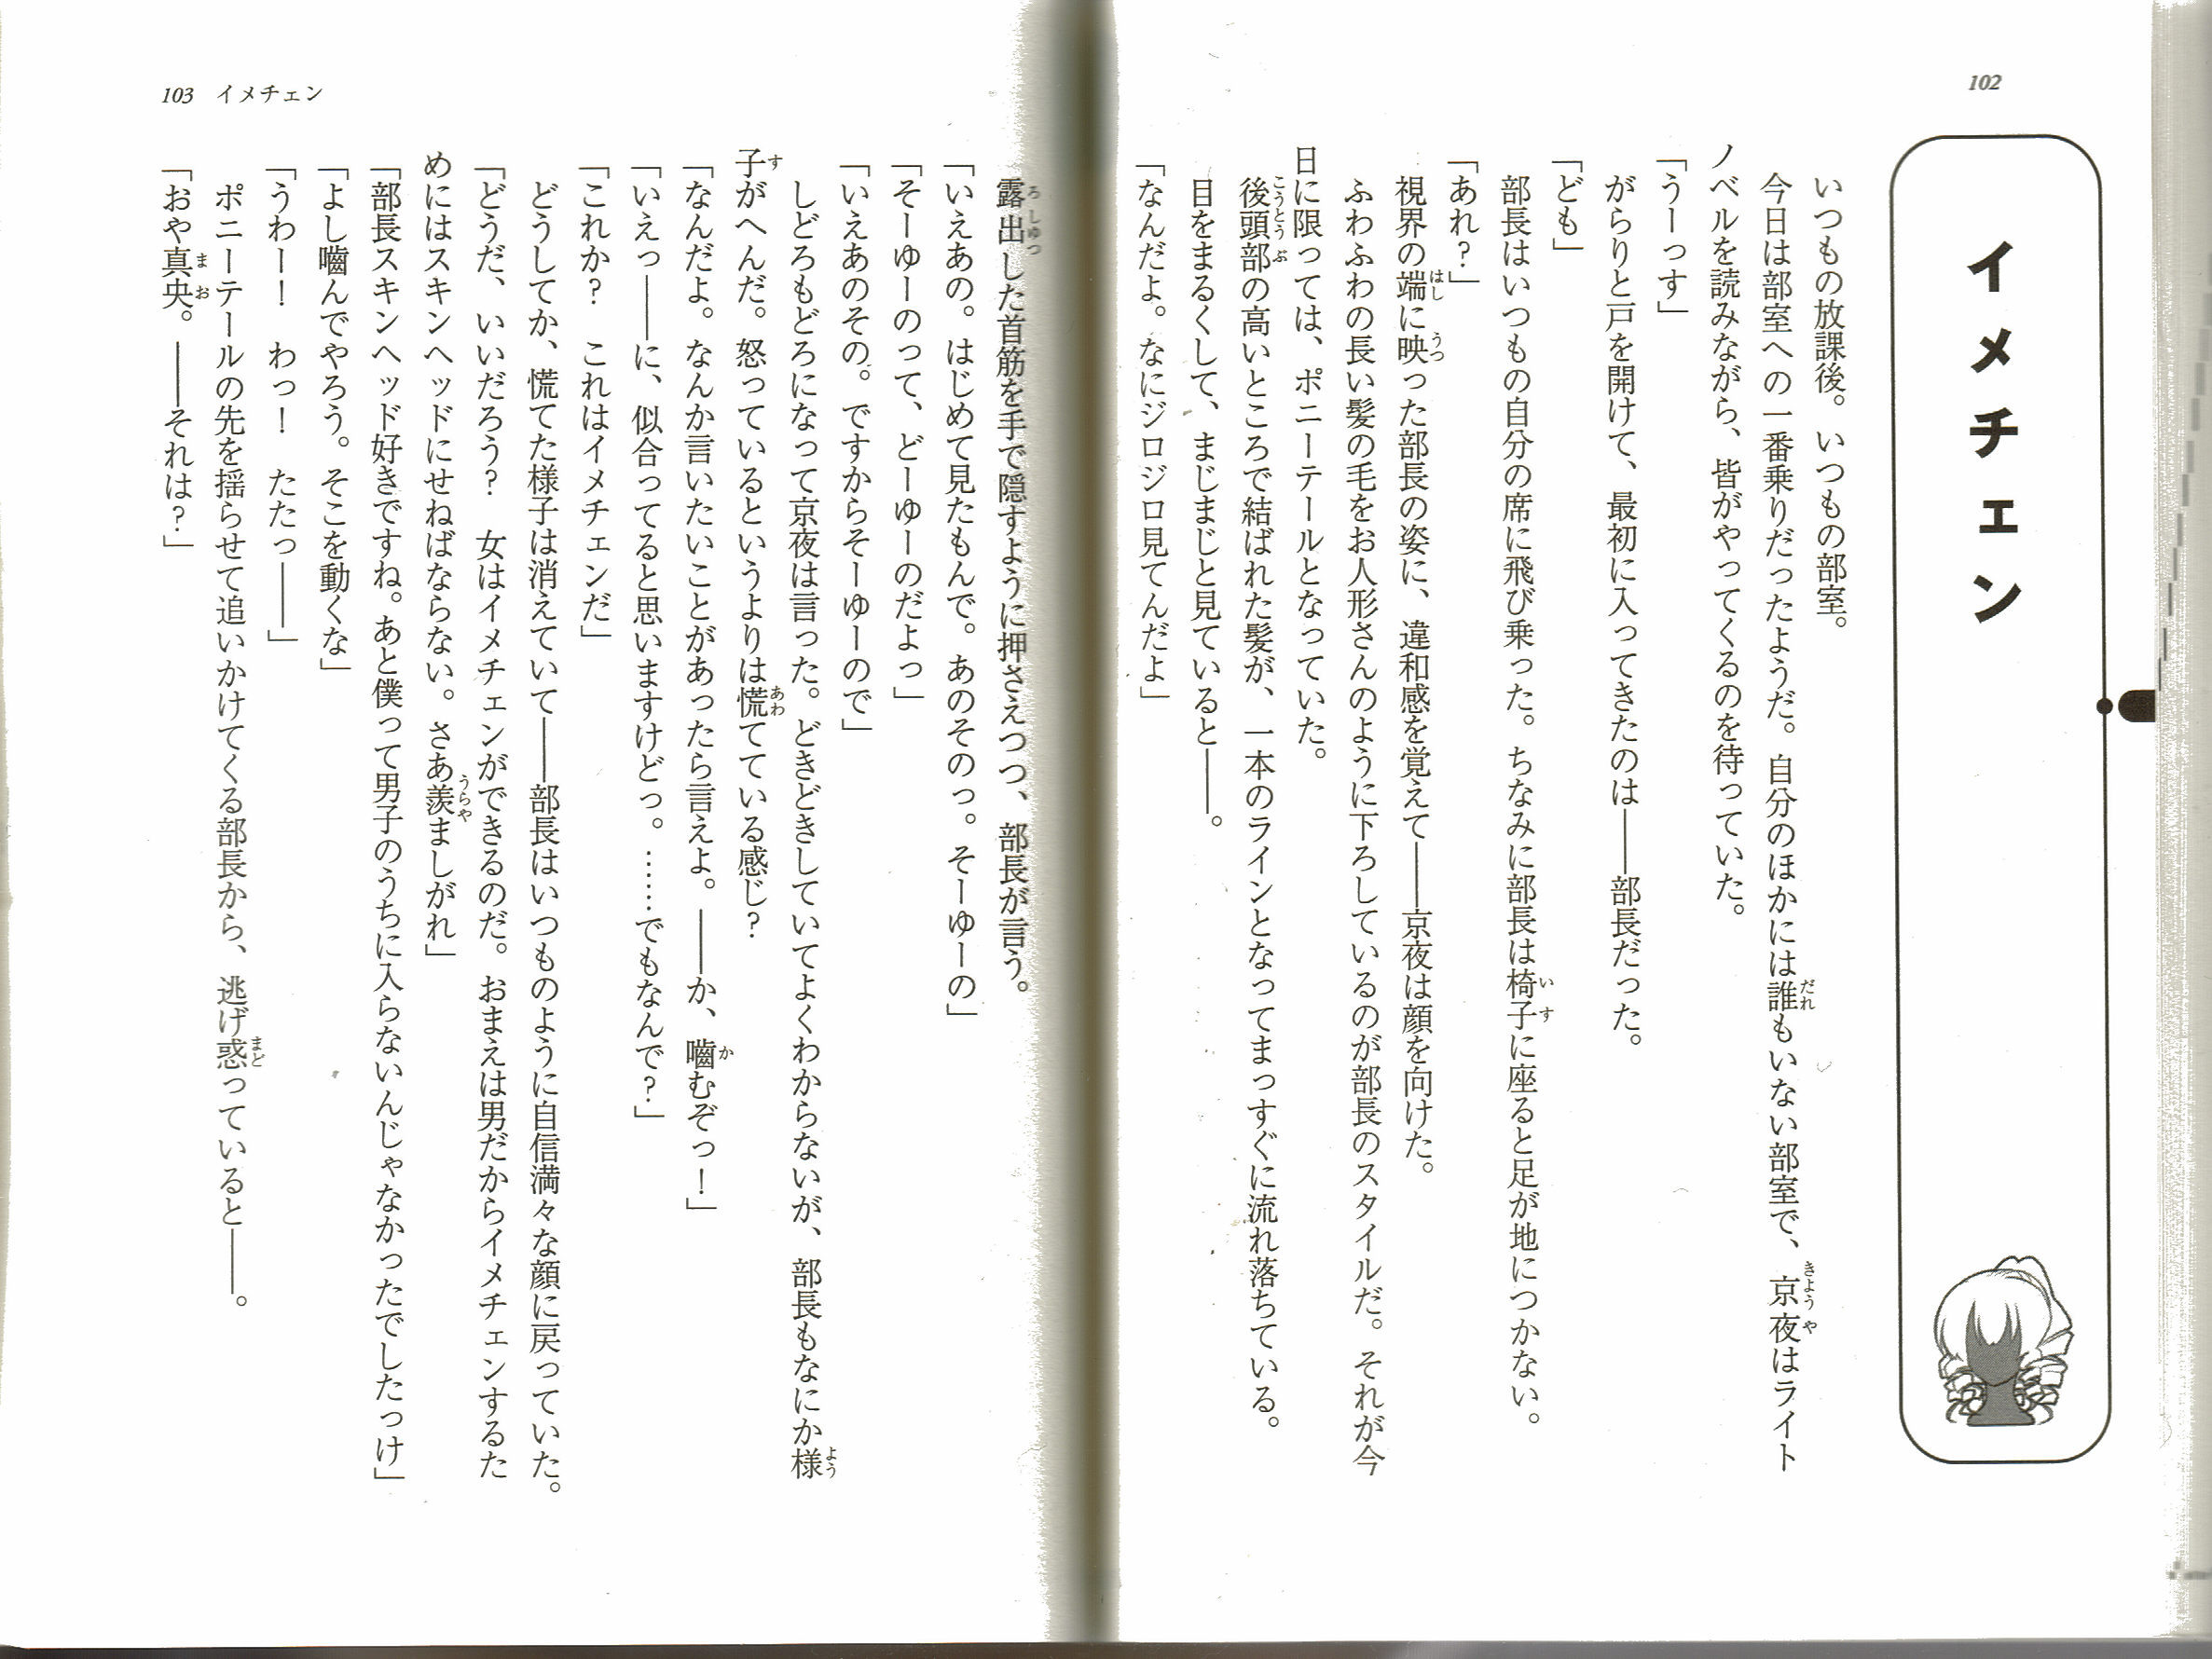 102
イメチェン
いつもの放課後。いつもの部室。
今日は部室への一番乗りだったようだ。自分のほかには誰もいない部室で、京夜はライト
ノベルを読みながら、皆がやってくるのを待っていた。
「うーっす」
がらりと戸を開けて、最初に入ってきたのは――部長だった。
「ども」
部長はいつもの自分の席に飛び乗った。ちなみに部長は椅子に座ると足が地につかない。
「あれ?」
視界の端に映った部長の姿に、違和感を覚えて――京夜は顔を向けた。
ふわふわの長い髪の毛をお人形さんのように下ろしているのが部長のスタイルだ。それが今
日に限っては、ポニーテールとなっていた。
後頭部の高いところで結ばれた髪が、一本のラインとなってまっすぐに流れ落ちている。
目をまるくして、まじまじと見ていると――。
「なんだよ。なにジロジロ見てんだよ」
103 イメチェン
露出した首筋を手で隠すように押さえつつ、部長が言う。
「いえあの。はじめて見たもんで。あのそのっ。そーゆーの」
「そーゆーのって、どーゆーのだよっ」
「いえあのその。ですからそーゆーので」
しどろもどろになって京夜は言った。どきどきしていてよくわからないが、部長もなにか様
子がへんだ。怒っているというよりは慌てている感じ?
「なんだよ。なんか言いたいことがあったら言えよ。――か、嚙むぞっ!」
「いえっ――に、似合ってると思いますけどっ。……でもなんで?」
「これか? これはイメチェンだ」
どうしてか、慌てた様子は消えていて――部長はいつものように自信満々な顔に戻っていた。
「どうだ、いいだろう? 女はイメチェンができるのだ。おまえは男だからイメチェンするた
めにはスキンヘッドにせねばならない。さあ羨ましがれ」
「部長スキンヘッド好きですね。あと僕って男子のうちに入らないんじゃなかったでしたっけ」
「よし嚙んでやろう。そこを動くな」
「うわー! わっ! たたっ――」
ポニーテールの先を揺らせて追いかけてくる部長から、逃げ惑っていると――。
「おや真央。――それは?」